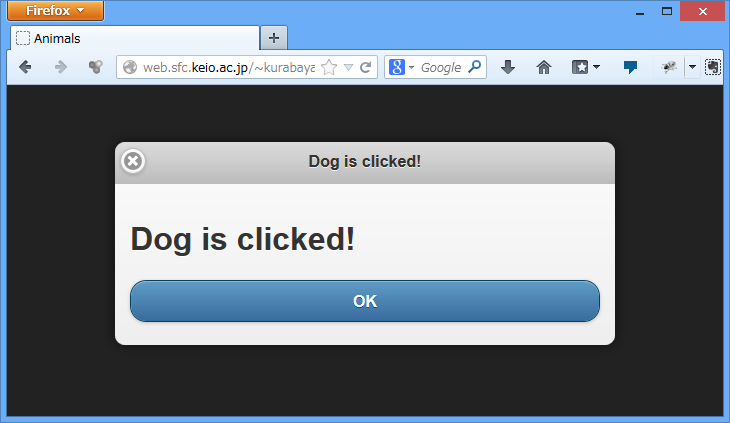 Firefox
Animals
web.sfc.keio.ac.jp/~kurabaya
Google
Dog is clicked!
Dog is clicked!
OK